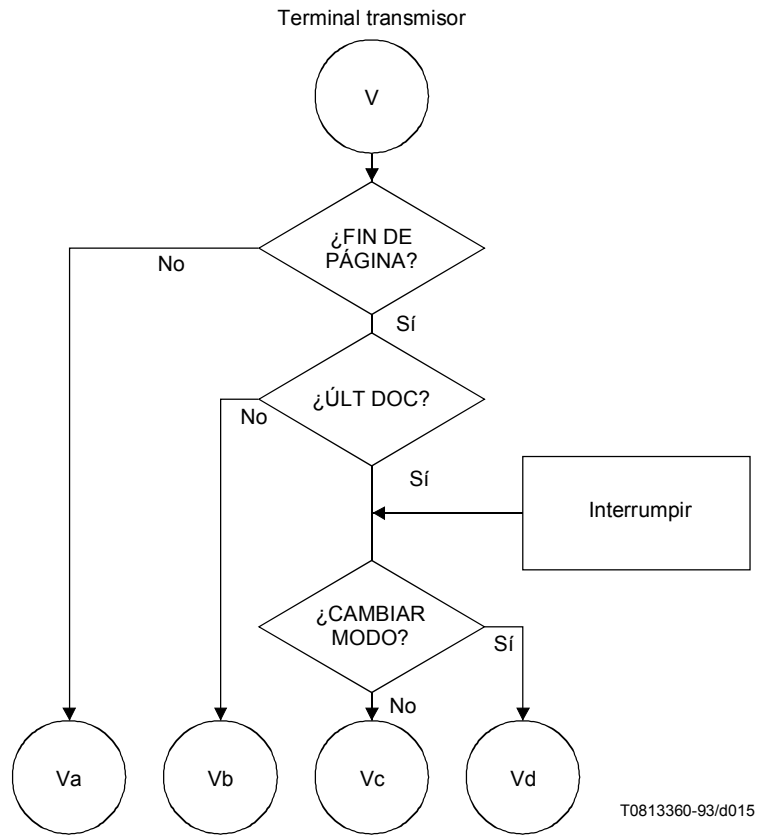 Terminal transmisor
V
¿FIN DE
PÁGINA?
No
Sí
¿ÚLT DOC?
No
Sí
Interrumpir
¿CAMBIAR
MODO?
Sí
No
Va
Vb
Vc
Vd
T0813360-93/d015